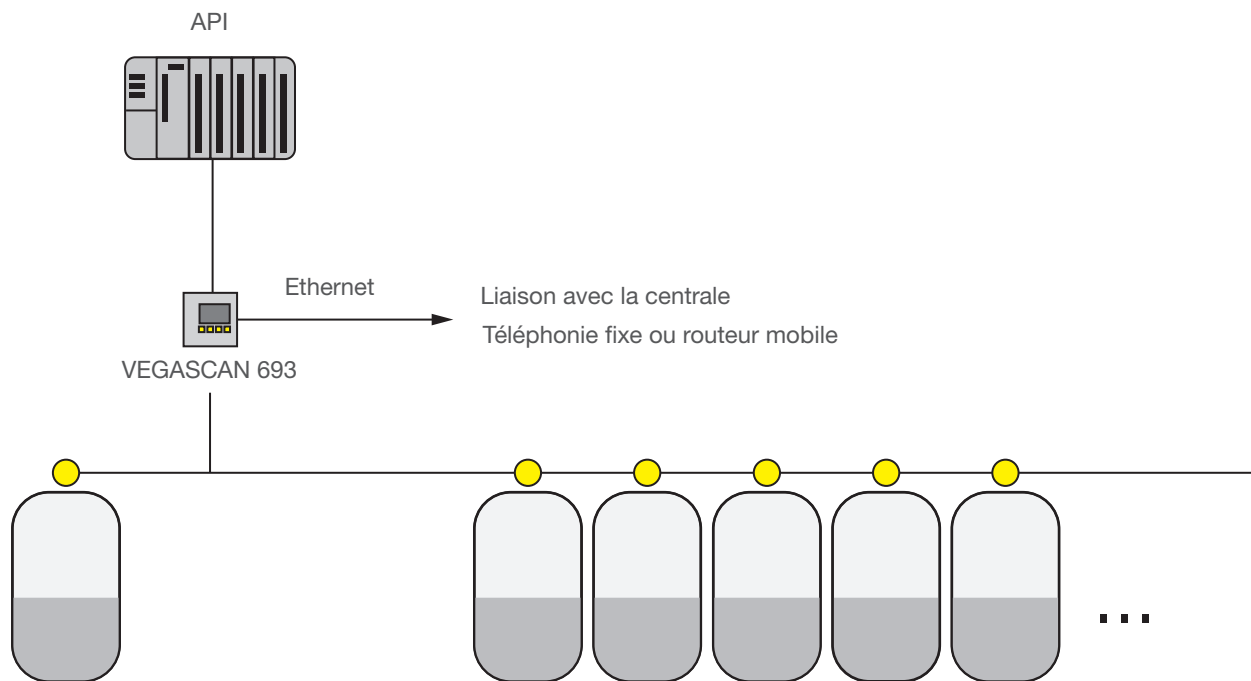 API
Ethernet
Liaison avec la centrale
Téléphonie fixe ou routeur mobile
VEGASCAN 693